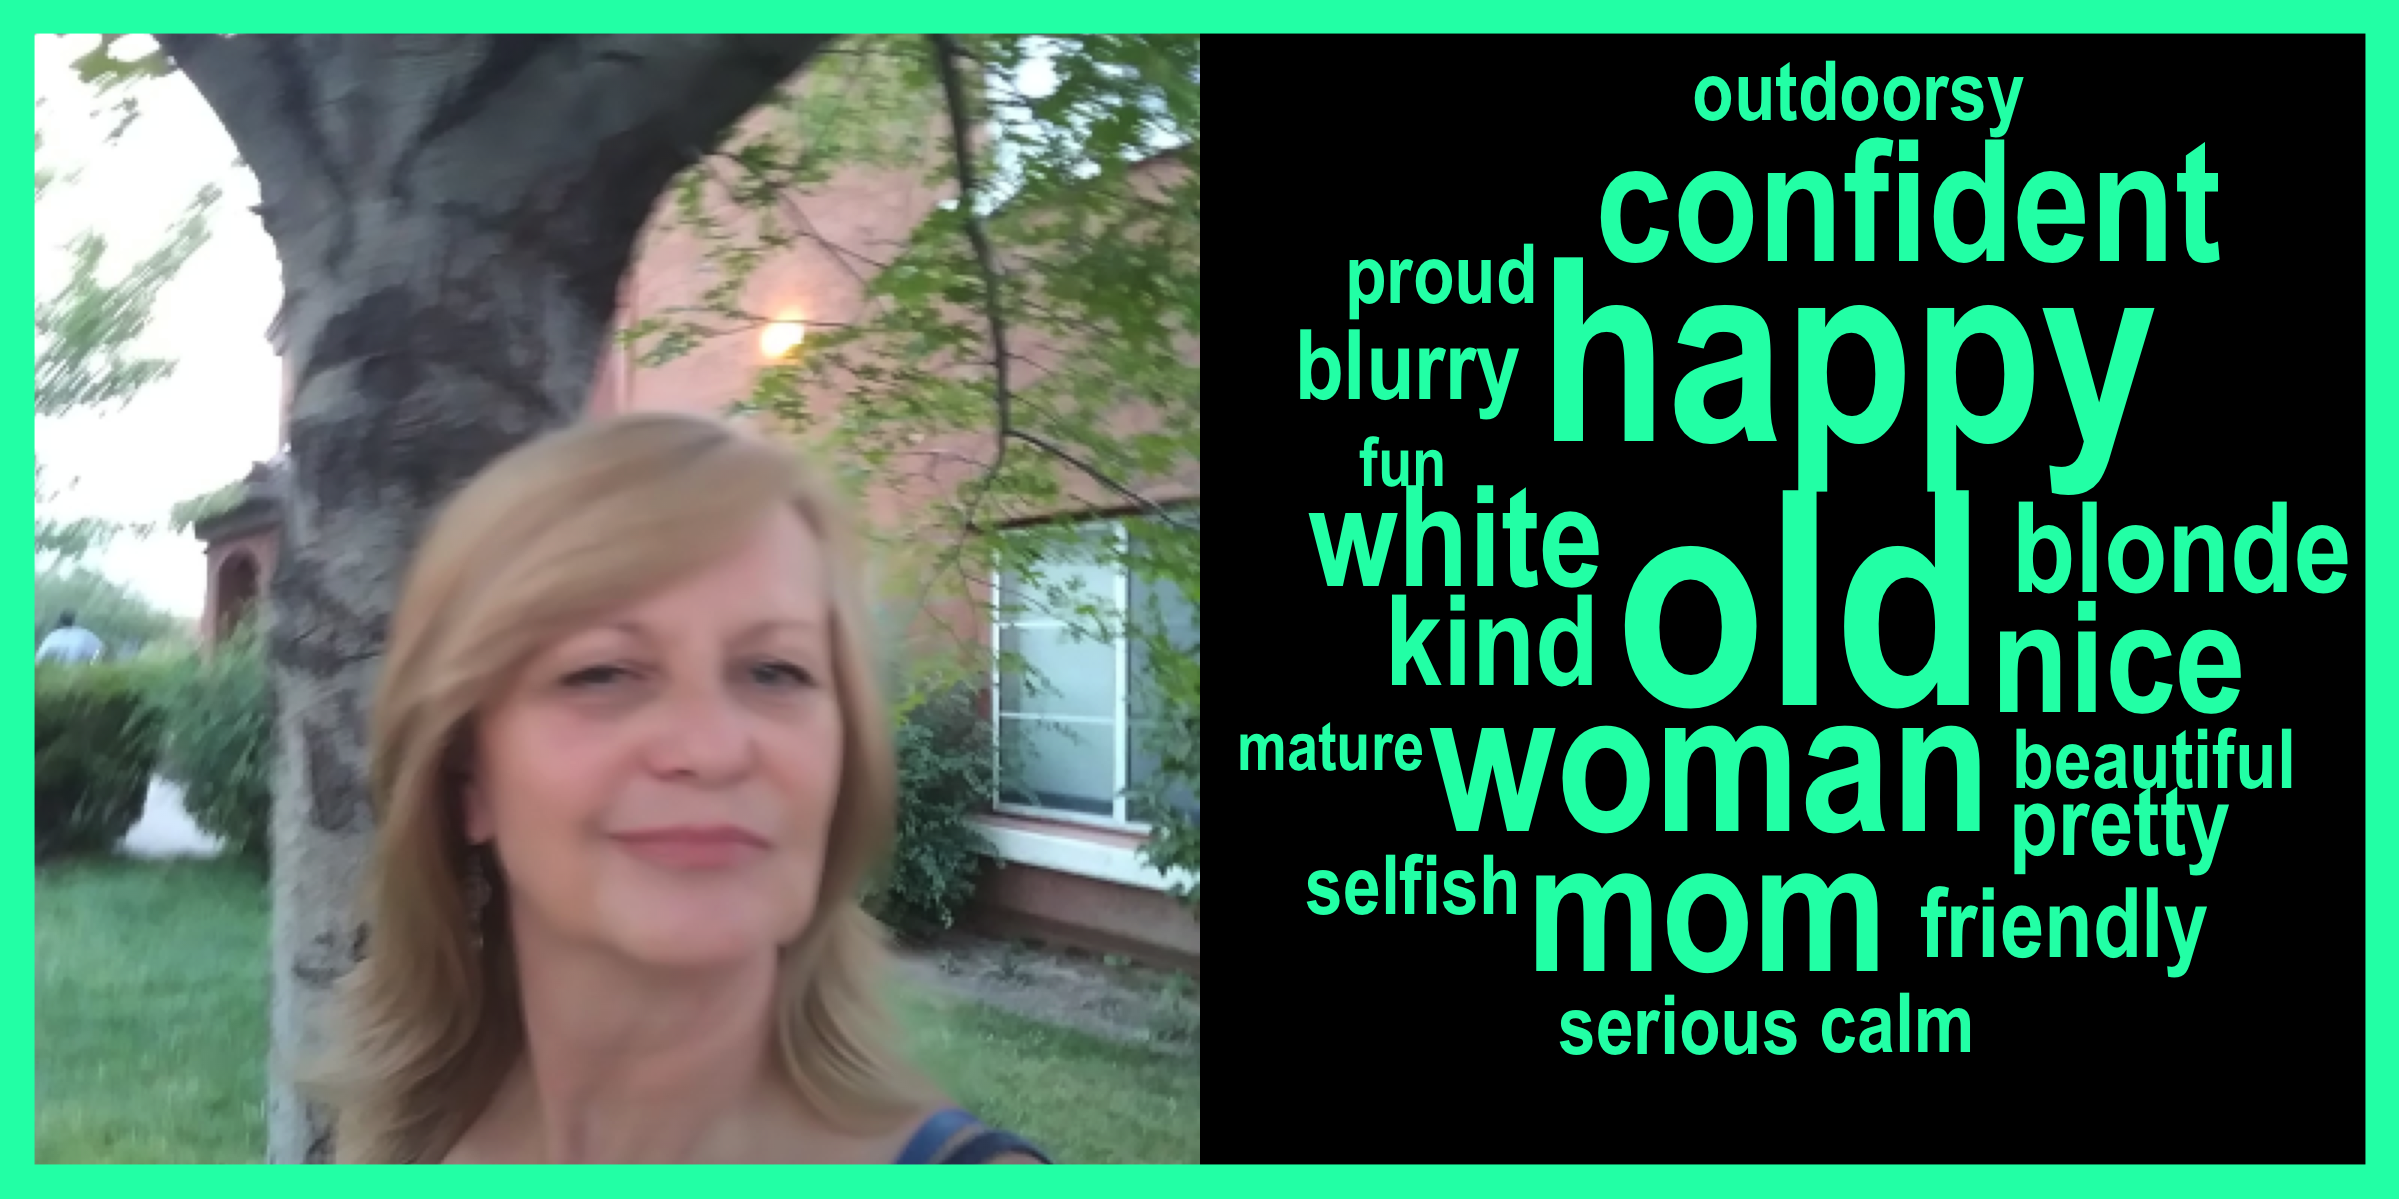 outdoorsy
confident
proud
happy
blurry
fun
white
old
blonde
kind
nice
mature
woman
beautiful
pretty
selfish
mom
friendly
serious calm